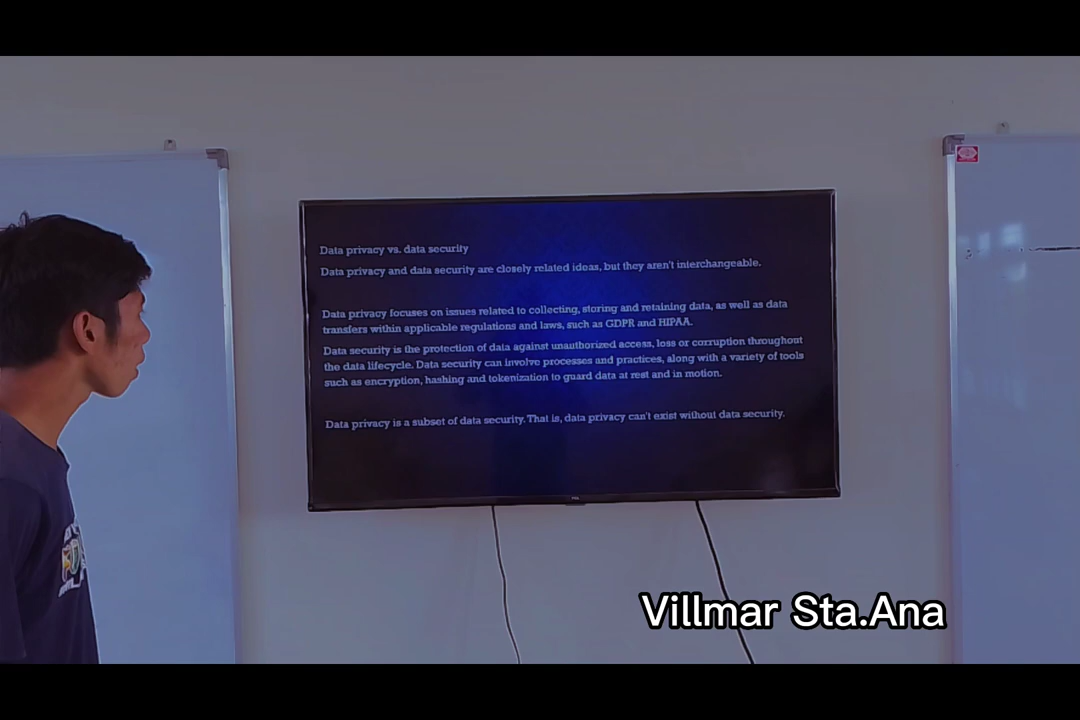 Data privacy vs. data security
Data privacy and data security are closely related ideas, but they aren't interchangeable.
Data privacy focuses on issues related to collecting, storing and retaining data, as well as data
transfers within applicable regulations and laws, such as GDPR and HIPAA.
Data security is the protection of data against unauthorized access, loss or corruption throughout
the data lifecycle. Data security can involve processes and practices, along with a variety of tools
such as encryption, hashing and tokenization to guard data at rest and in motion.
Data privacy is a subset of data security. That is, data privacy can't exist without data security.
TCL
Villmar Sta.Ana